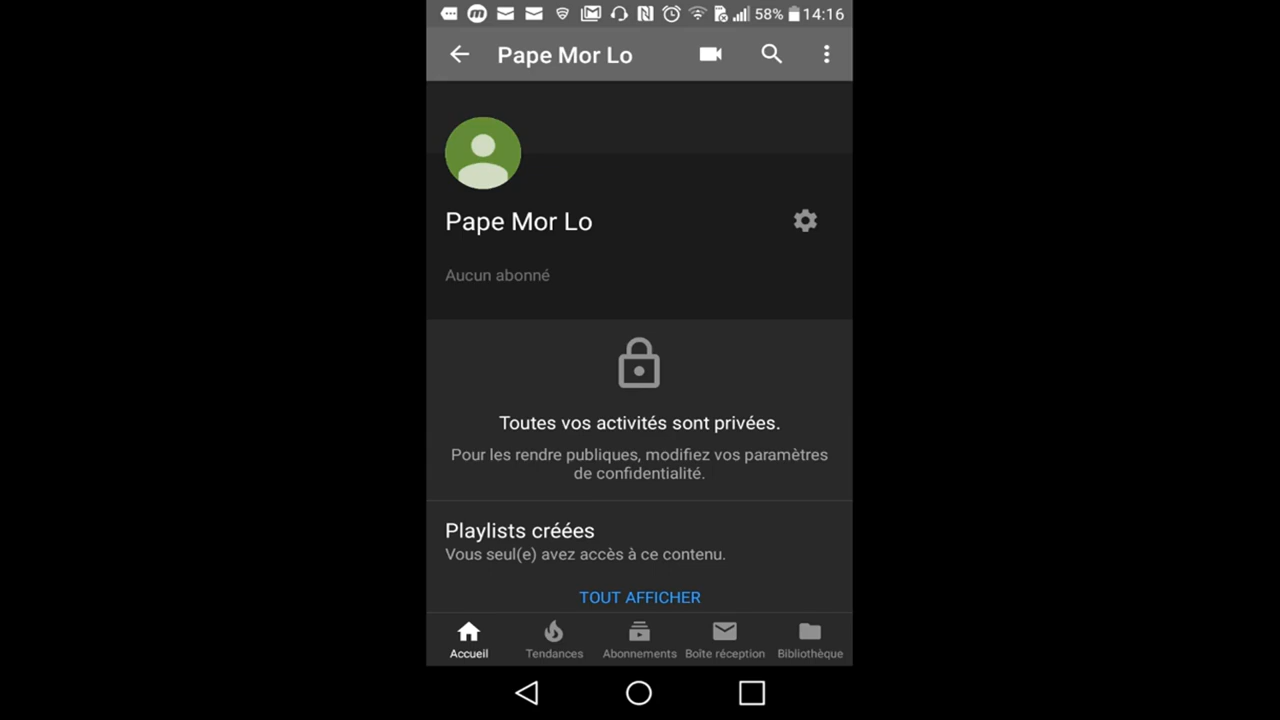 58% 14:16
Pape Mor Lo
Pape Mor Lo
Aucun abonné
Toutes vos activités sont privées.
Pour les rendre publiques, modifiez vos paramètres
de confidentialité.
Playlists créées
Vous seul(e) avez accès à ce contenu.
TOUT AFFICHER
Accueil Tendances Abonnements Boîte réception Bibliothèque